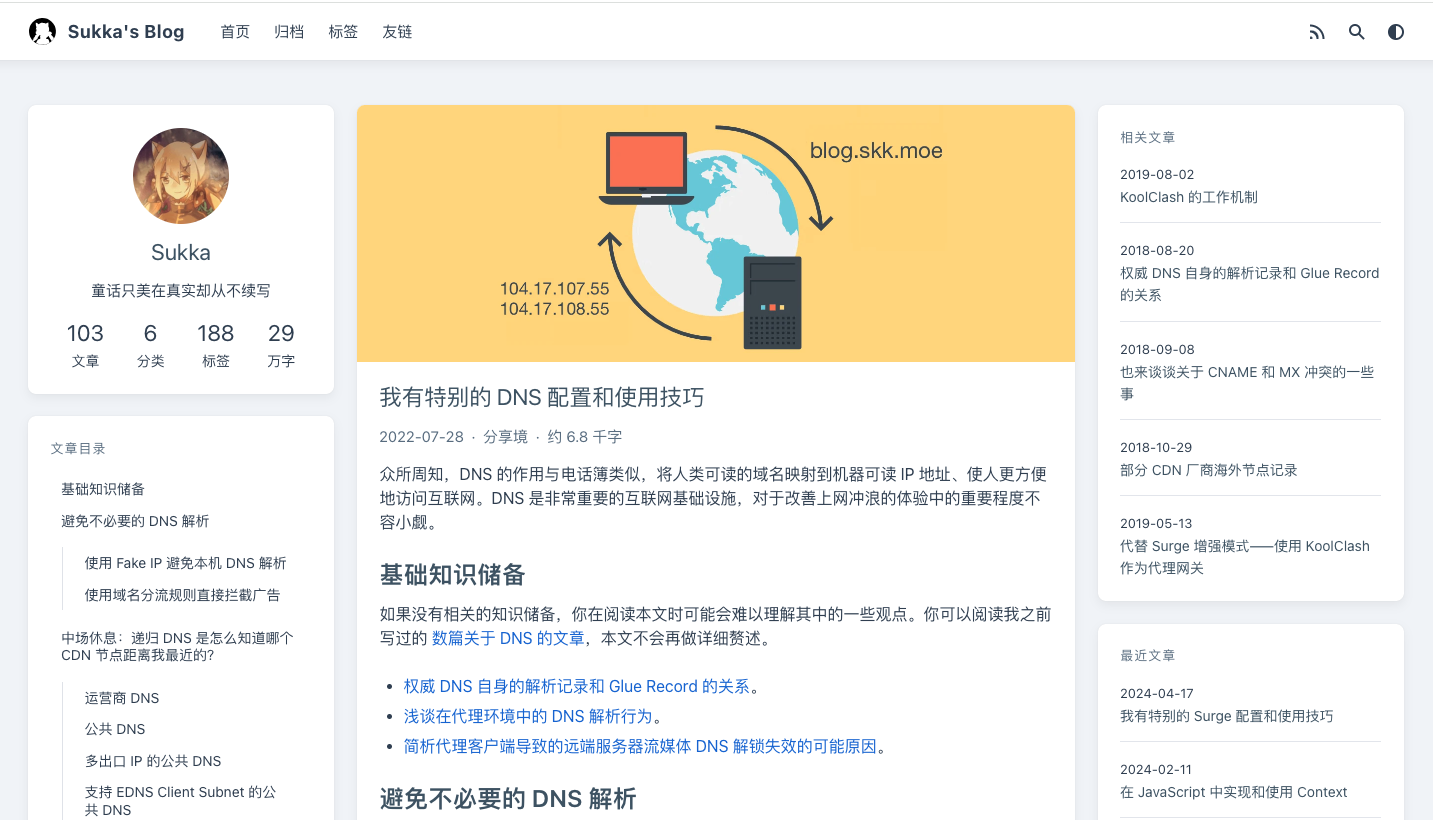 Sukka's Blog 首页 归档 标签 友链
Sukka
童话只美在真实却从不续写
103 6 188 29
文章 分类 标签 万字
文章目录
基础知识储备
避免不必要的 DNS 解析
使用 Fake IP 避免本机 DNS 解析
使用域名分流规则直接拦截广告
中场休息：递归 DNS 是怎么知道哪个
CDN 节点距离我最近的？
运营商 DNS
公共 DNS
多出口 IP 的公共 DNS
支持 EDNS Client Subnet 的公
共 DNS
blog.skk.moe
104.17.107.55
104.17.108.55
我有特别的 DNS 配置和使用技巧
2022-07-28 · 分享境 · 约 6.8 千字
众所周知，DNS 的作用与电话簿类似，将人类可读的域名映射到机器可读 IP 地址、使人更方便
地访问互联网。DNS 是非常重要的互联网基础设施，对于改善上网冲浪的体验中的重要程度不
容小觑。
基础知识储备
如果没有相关的知识储备，你在阅读本文时可能会难以理解其中的一些观点。你可以阅读我之前
写过的 数篇关于 DNS 的文章，本文不会再做详细赘述。
• 权威 DNS 自身的解析记录和 Glue Record 的关系。
• 浅谈在代理环境中的 DNS 解析行为。
• 简析代理客户端导致的远端服务器流媒体 DNS 解锁失效的可能原因。
避免不必要的 DNS 解析
相关文章
2019-08-02
KoolClash 的工作机制
2018-08-20
权威 DNS 自身的解析记录和 Glue Record
的关系
2018-09-08
也来谈谈关于 CNAME 和 MX 冲突的一些
事
2018-10-29
部分 CDN 厂商海外节点记录
2019-05-13
代替 Surge 增强模式——使用 KoolClash
作为代理网关
最近文章
2024-04-17
我有特别的 Surge 配置和使用技巧
2024-02-11
在 JavaScript 中实现和使用 Context